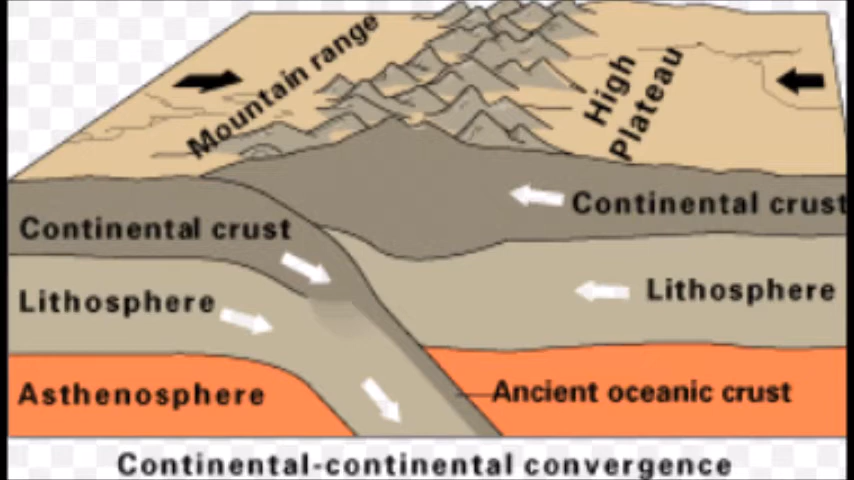 Mountain range
High
Plateau
Continental crust
Continental crust
Lithosphere
Lithosphere
Asthenosphere
Ancient oceanic crust
Continental-continental convergence